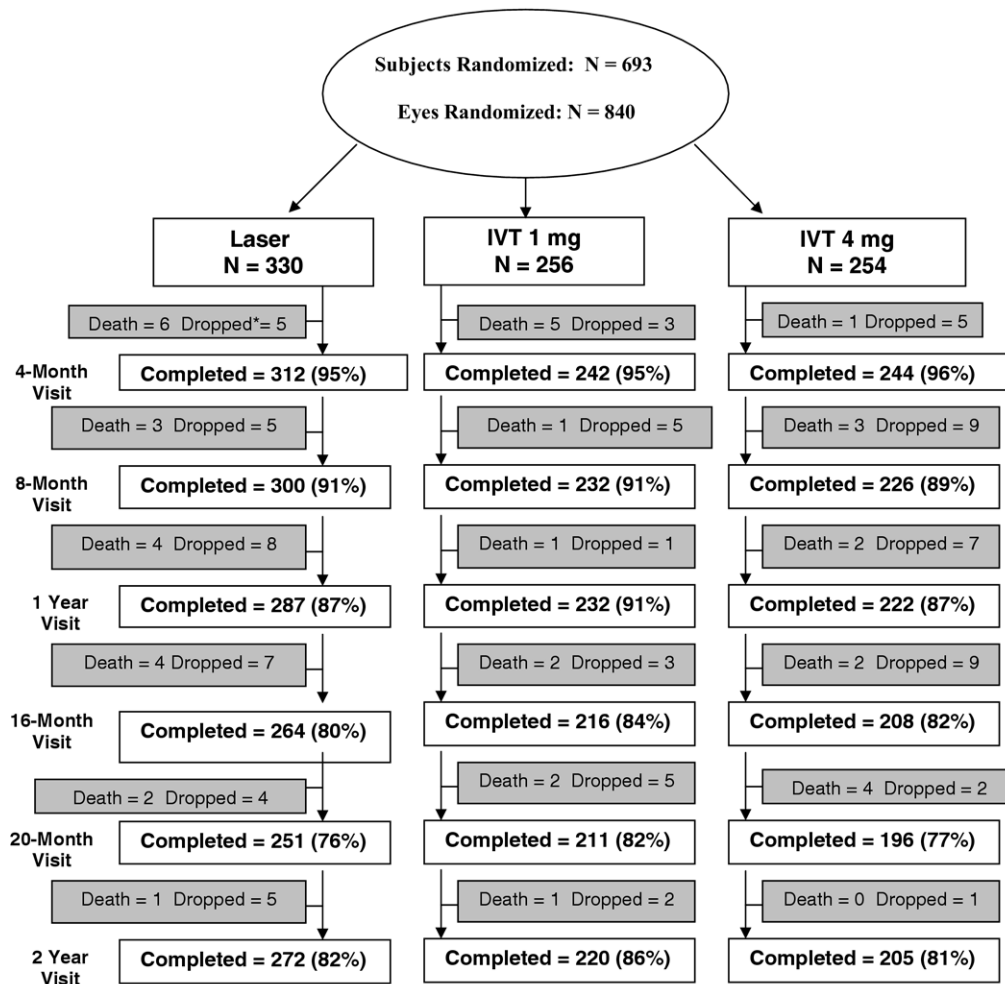 Subjects Randomized: N = 693
Eyes Randomized: N = 840
Laser
N = 330
IVT 1 mg
N = 256
IVT 4 mg
N = 254
Death = 6 Dropped*= 5
Death = 5 Dropped = 3
Death = 1 Dropped = 5
4-Month
Visit
Completed = 312 (95%)
Completed = 242 (95%)
Completed = 244 (96%)
Death = 3 Dropped = 5
Death = 1 Dropped = 5
Death = 3 Dropped = 9
8-Month
Visit
Completed = 300 (91%)
Completed = 232 (91%)
Completed = 226 (89%)
Death = 4 Dropped = 8
Death = 1 Dropped = 1
Death = 2 Dropped = 7
1 Year
Visit
Completed = 287 (87%)
Completed = 232 (91%)
Completed = 222 (87%)
Death = 4 Dropped = 7
Death = 2 Dropped = 3
Death = 2 Dropped = 9
16-Month
Visit
Completed = 264 (80%)
Completed = 216 (84%)
Completed = 208 (82%)
Death = 2 Dropped = 4
Death = 2 Dropped = 5
Death = 4 Dropped = 2
20-Month
Visit
Completed = 251 (76%)
Completed = 211 (82%)
Completed = 196 (77%)
Death = 1 Dropped = 5
Death = 1 Dropped = 2
Death = 0 Dropped = 1
2 Year
Visit
Completed = 272 (82%)
Completed = 220 (86%)
Completed = 205 (81%)